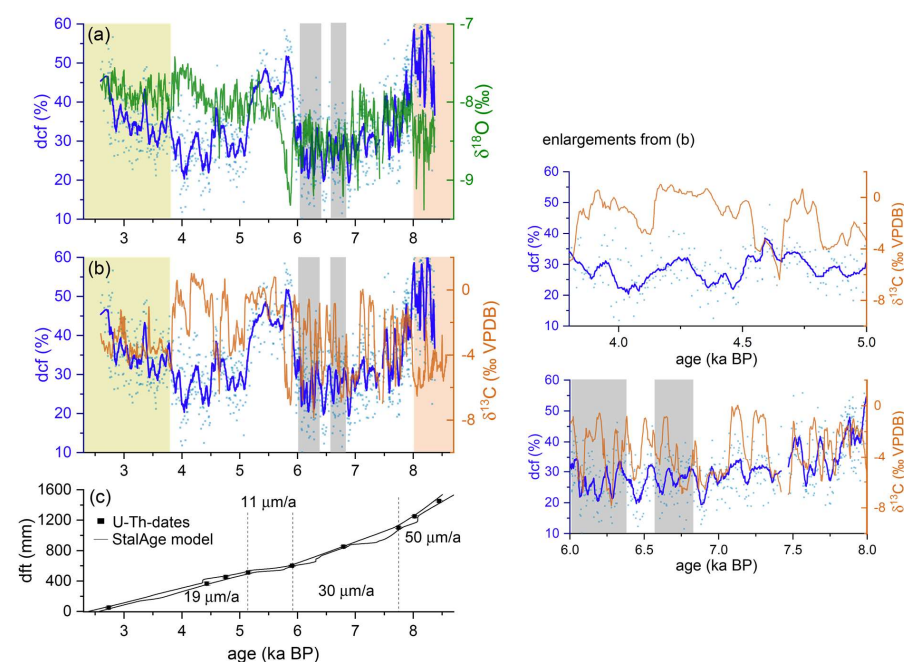 (a)
60
50
40
30
20
10
dcf (%)
-7
-8
-9
δ18O (‰)
3 4 5 6 7 8
(b)
60
50
40
30
20
10
dcf (%)
0
-4
-8
δ13C (‰ VPDB)
3 4 5 6 7 8
(c)
1600
1200
800
400
0
dft (mm)
U-Th-dates
StalAge model
11 μm/a
19 μm/a
30 μm/a
50 μm/a
3 4 5 6 7 8
age (ka BP)
enlargements from (b)
60
50
40
30
20
10
dcf (%)
0
-4
-8
δ13C (‰ VPDB)
4.0 4.5 5.0
age (ka BP)
60
50
40
30
20
10
dcf (%)
0
-4
-8
δ13C (‰ VPDB)
6.0 6.5 7.0 7.5 8.0
age (ka BP)